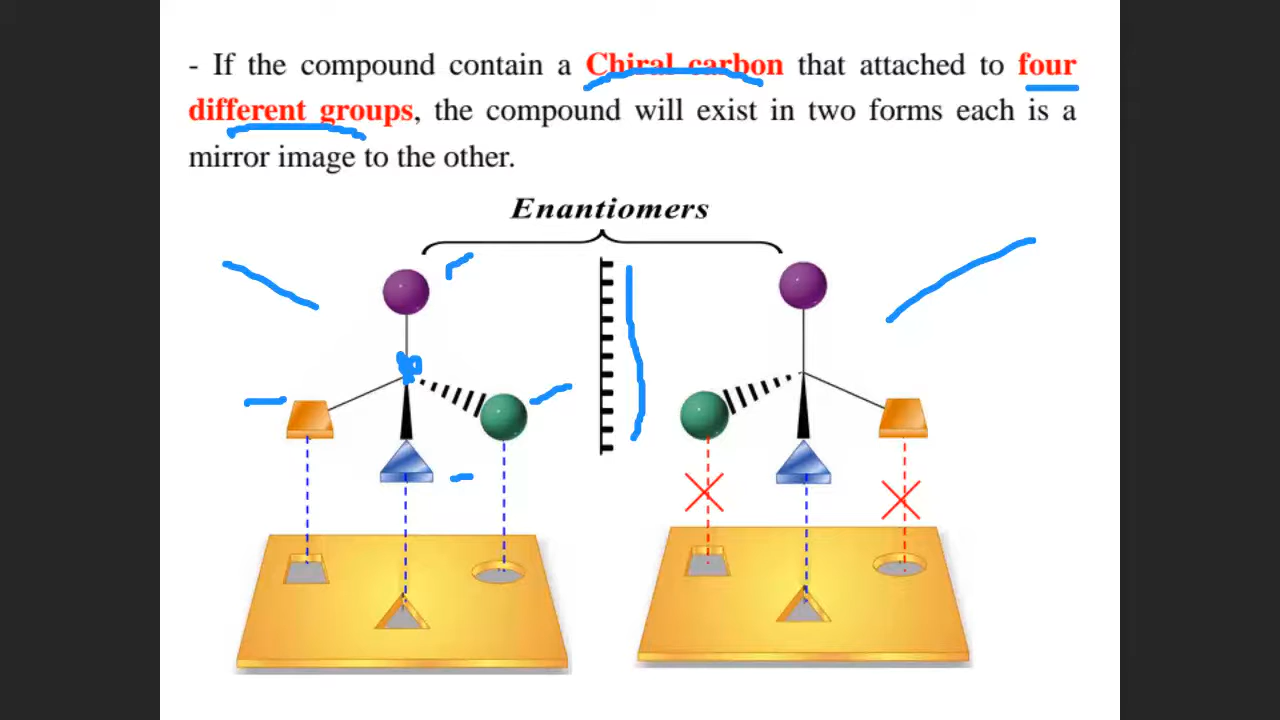 - If the compound contain a Chiral carbon that attached to four
different groups, the compound will exist in two forms each is a
mirror image to the other.
Enantiomers